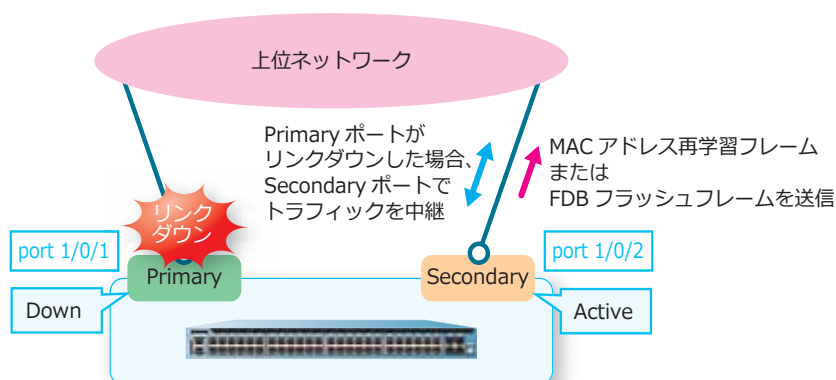 上位ネットワーク
Primary ポートが
リンクダウンした場合、
Secondary ポートで
トラフィックを中継
MAC アドレス再学習フレーム
または
FDB フラッシュフレームを送信
リンク
ダウン
port 1/0/1
port 1/0/2
Primary
Secondary
Down
Active